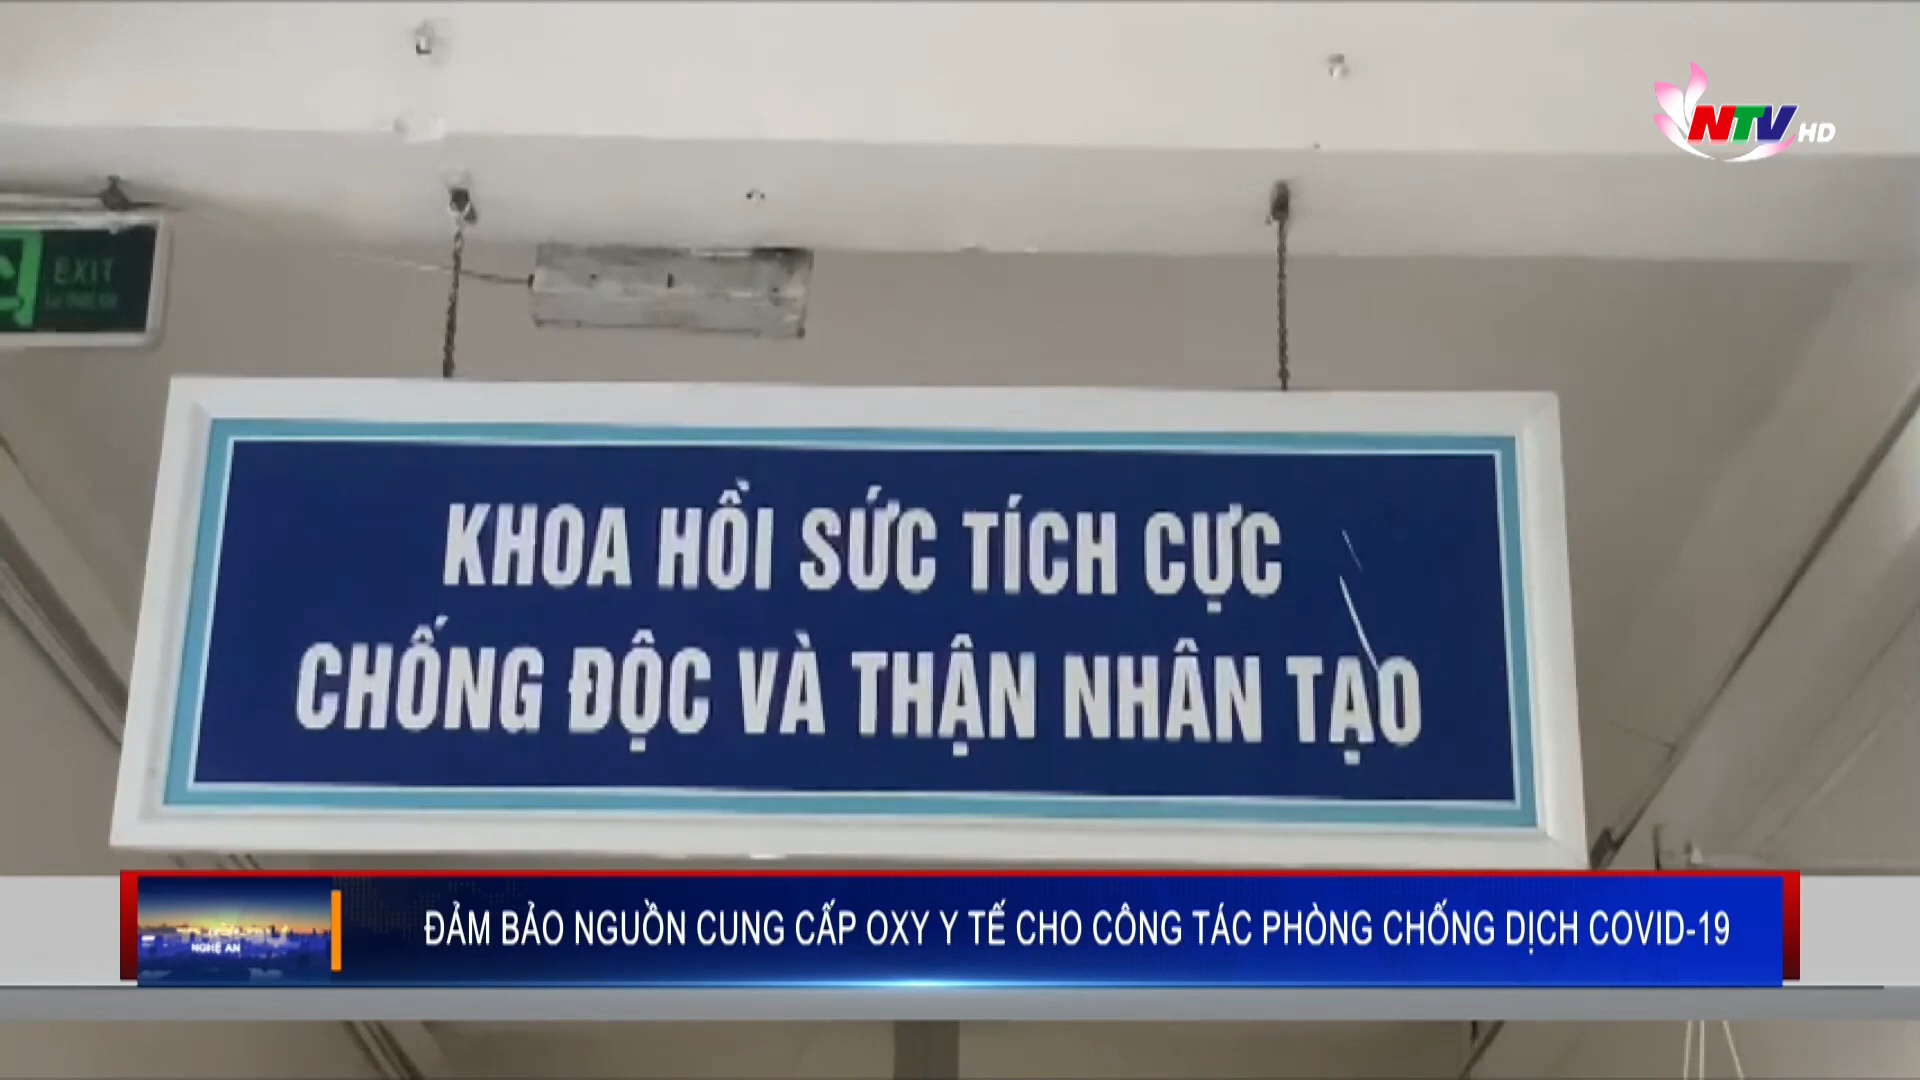 NTV HD
EXIT
KHOA HỒI SỨC TÍCH CỰC
CHỐNG ĐỘC VÀ THẬN NHÂN TẠO
NGHỆ AN
ĐẢM BẢO NGUỒN CUNG CẤP OXY Y TẾ CHO CÔNG TÁC PHÒNG CHỐNG DỊCH COVID-19